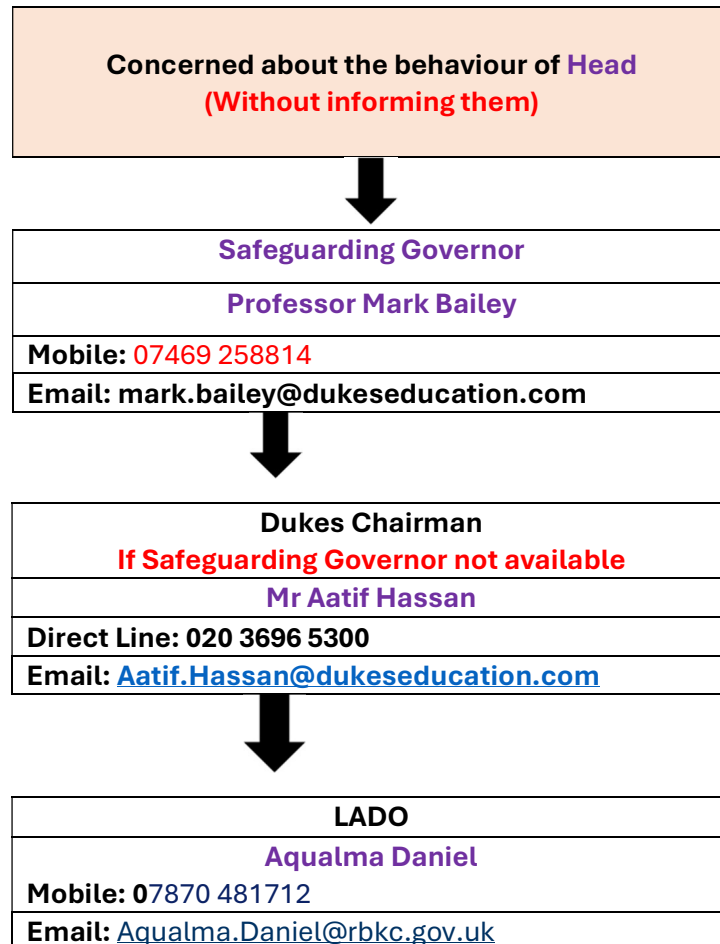 Concerned about the behaviour of Head
(Without informing them)
Safeguarding Governor
Professor Mark Bailey
Mobile: 07469 258814
Email: mark.bailey@dukeseducation.com
Dukes Chairman
If Safeguarding Governor not available
Mr Aatif Hassan
Direct Line: 020 3696 5300
Email: Aatif.Hassan@dukeseducation.com
LADO
Aqualma Daniel
Mobile: 07870 481712
Email: Aqualma.Daniel@rbkc.gov.uk